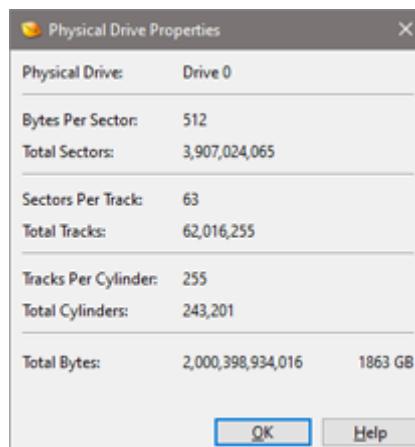 Physical Drive Properties
Physical Drive: Drive 0
Bytes Per Sector: 512
Total Sectors: 3,907,024,065
Sectors Per Track: 63
Total Tracks: 62,016,255
Tracks Per Cylinder: 255
Total Cylinders: 243,201
Total Bytes: 2,000,398,934,016 1863 GB
OK Help